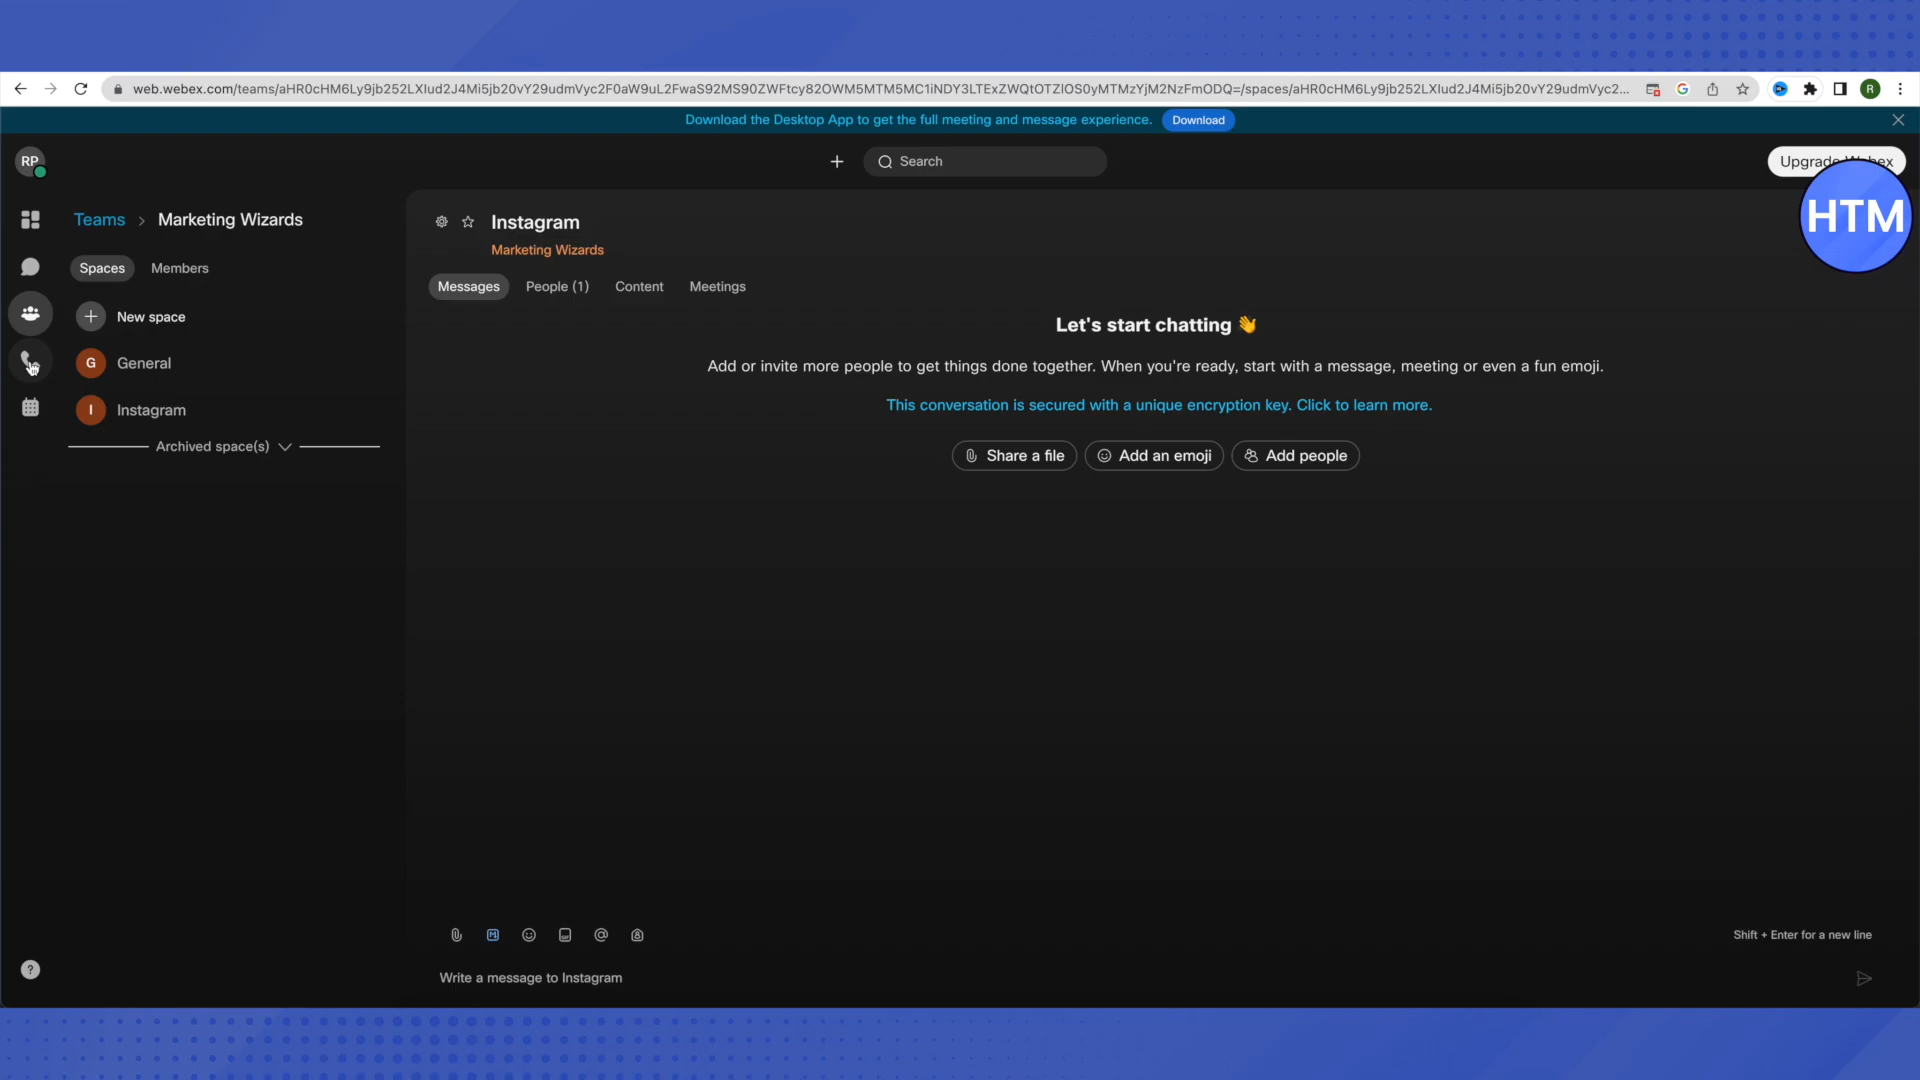 web.webex.com/teams/aHR0cHM6Ly9jb252LXIud2J4Mi5jb20vY29udmVyc2F0aW9uL2FwaS92MS90ZWFtcy82OWM5MTM5MC1iNDY3LTExZWQtOTZlOS0yMTMzYjM2NzFmODQ=/spaces/aHR0cHM6Ly9jb252LXIud2J4Mi5jb20vY29udmVyc2...
R
Download the Desktop App to get the full meeting and message experience.
Download
RP
Search
Upgrade Webex
HTM
Teams > Marketing Wizards
Instagram
Marketing Wizards
Spaces
Members
Messages
People (1)
Content
Meetings
New space
Let's start chatting 👋
G
General
Add or invite more people to get things done together. When you're ready, start with a message, meeting or even a fun emoji.
This conversation is secured with a unique encryption key. Click to learn more.
I
Instagram
Archived space(s)
Share a file
Add an emoji
Add people
Shift + Enter for a new line
Write a message to Instagram